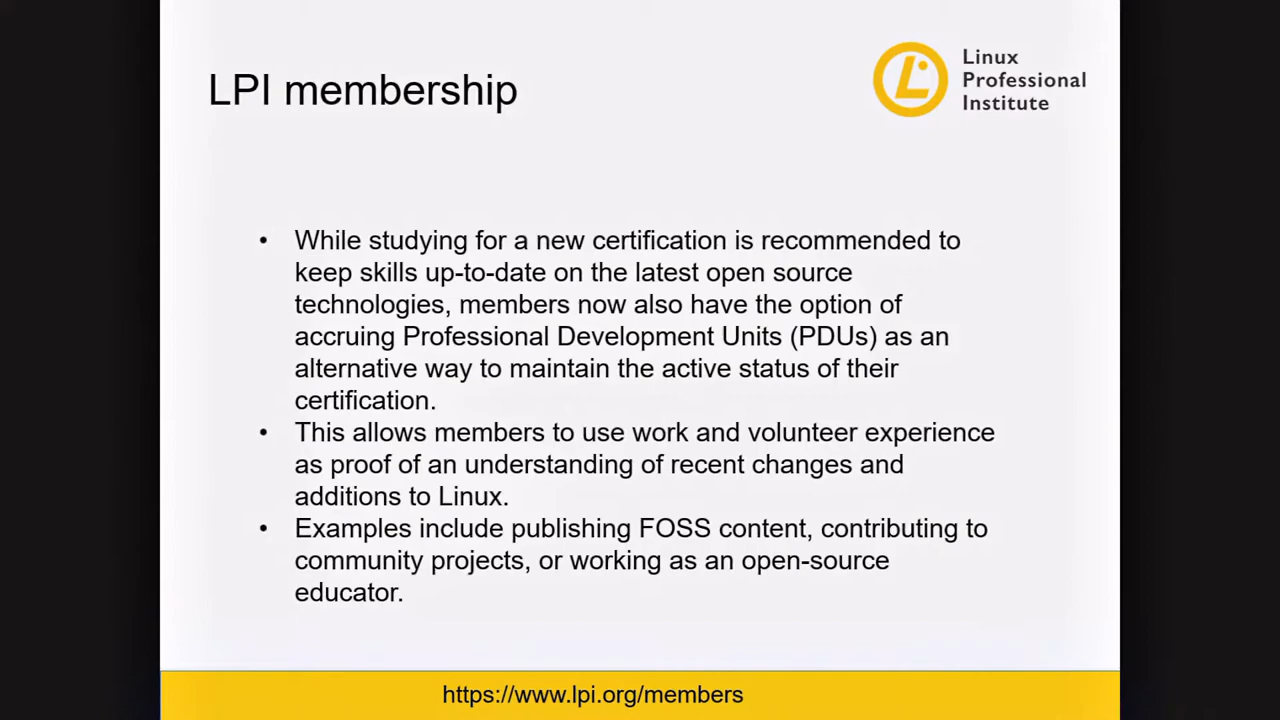 LPI membership
Linux
Professional
Institute
• While studying for a new certification is recommended to
keep skills up-to-date on the latest open source
technologies, members now also have the option of
accruing Professional Development Units (PDUs) as an
alternative way to maintain the active status of their
certification.
• This allows members to use work and volunteer experience
as proof of an understanding of recent changes and
additions to Linux.
• Examples include publishing FOSS content, contributing to
community projects, or working as an open-source
educator.
https://www.lpi.org/members